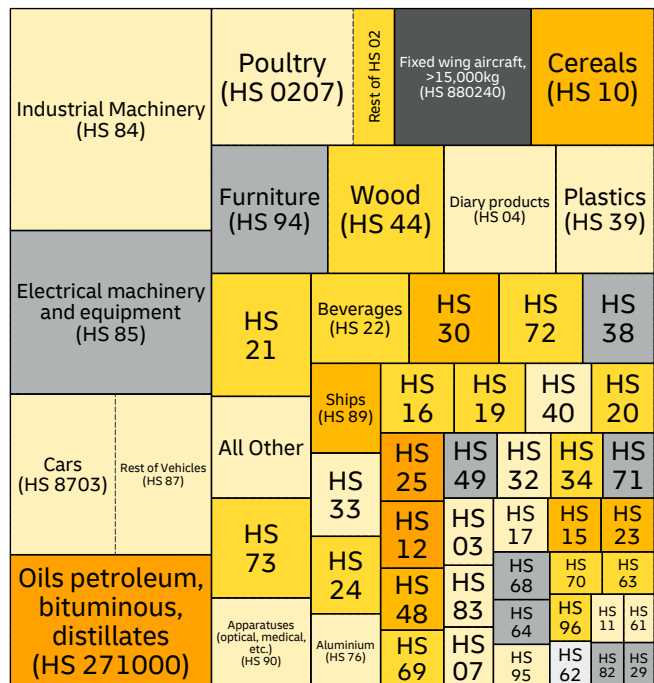 Industrial Machinery
(HS 84)
Poultry
(HS 0207)
Rest of HS 02
Fixed wing aircraft,
>15,000kg
(HS 880240)
Cereals
(HS 10)
Electrical machinery
and equipment
(HS 85)
Furniture
(HS 94)
Wood
(HS 44)
Diary products
(HS 04)
Plastics
(HS 39)
HS
21
Beverages
(HS 22)
HS
30
HS
72
HS
38
Cars
(HS 8703)
Rest of Vehicles
(HS 87)
All Other
Ships
(HS 89)
HS
16
HS
19
HS
40
HS
20
HS
33
HS
25
HS
49
HS
32
HS
34
HS
71
HS
73
HS
24
HS
12
HS
03
HS
17
HS
15
HS
23
Oils petroleum,
bituminous,
distillates
(HS 271000)
HS
48
HS
83
HS
68
HS
70
HS
63
HS
64
HS
96
HS
11
HS
61
Apparatuses
(optical, medical,
etc.)
(HS 90)
Aluminium
(HS 76)
HS
69
HS
07
HS
95
HS
62
HS
82
HS
29